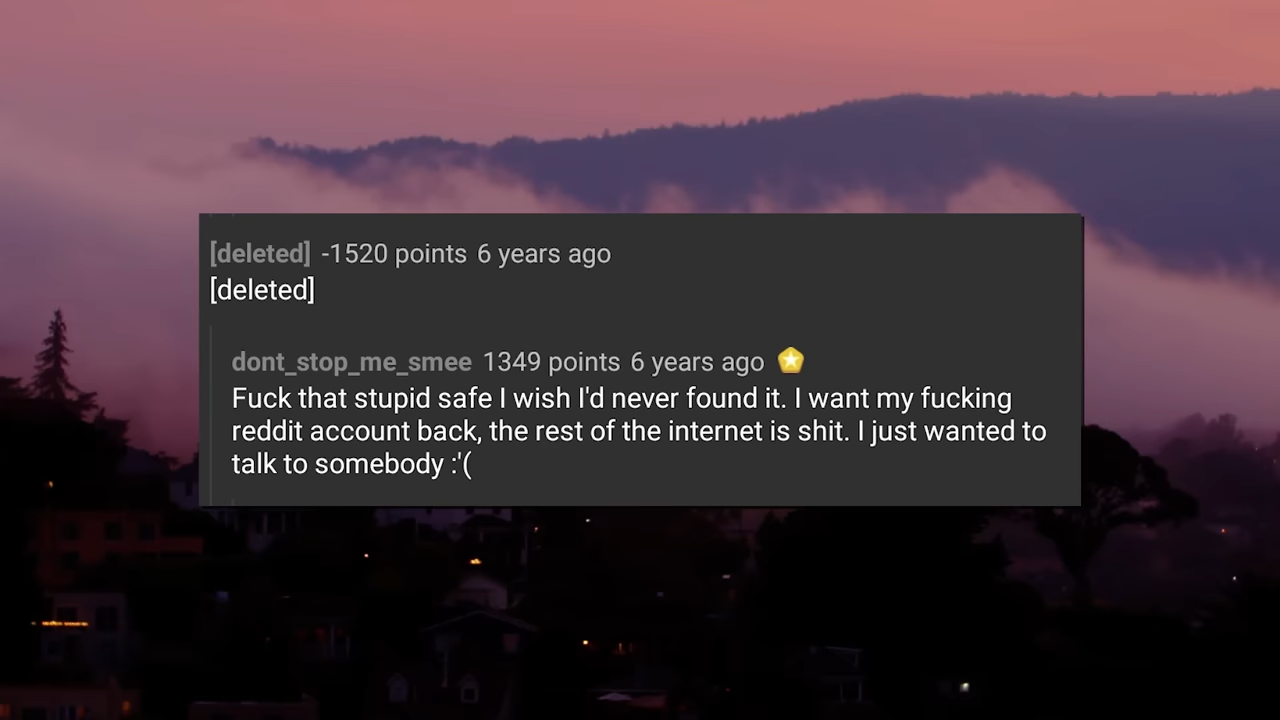 [deleted] -1520 points 6 years ago
[deleted]
dont_stop_me_smee 1349 points 6 years ago
Fuck that stupid safe I wish I'd never found it. I want my fucking
reddit account back, the rest of the internet is shit. I just wanted to
talk to somebody :'(